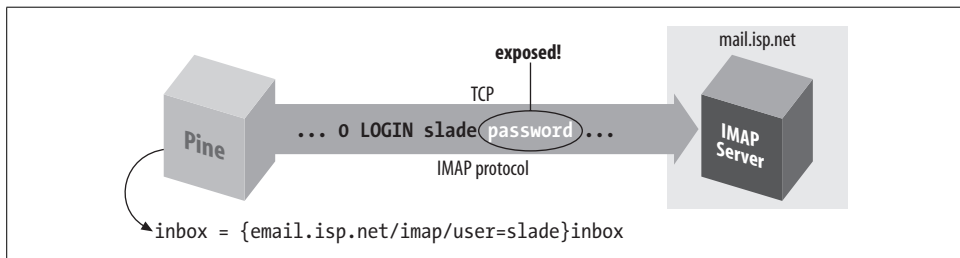 mail.isp.net
exposed!
TCP
Pine
... 0 LOGIN slade password ...
IMAP
Server
IMAP protocol
inbox = {email.isp.net/imap/user=slade}inbox